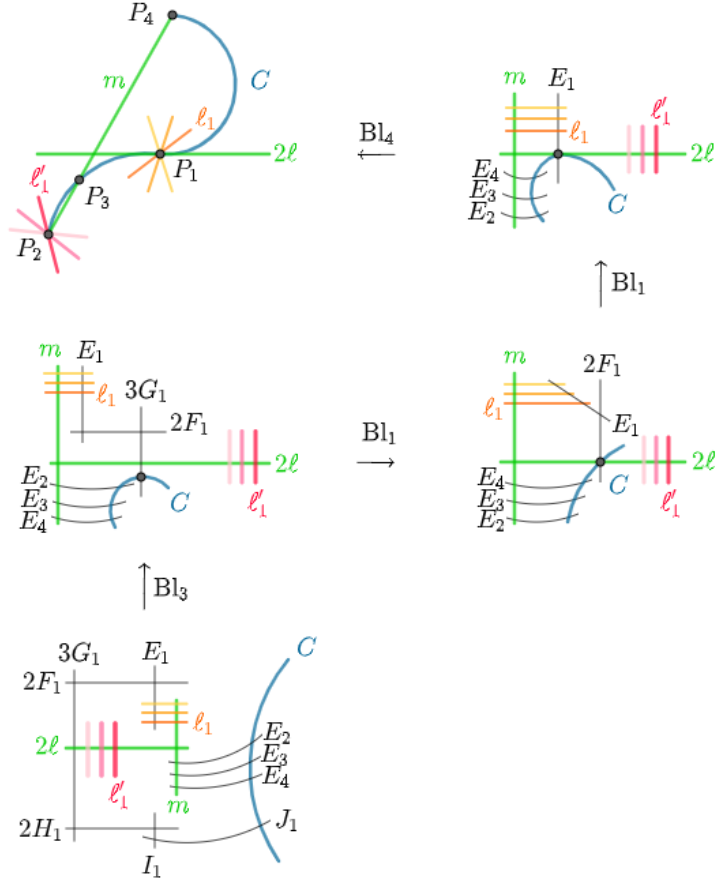 P₄
m
C
ℓ₁
2ℓ
P₁
ℓ′₁
P₃
P₂
Bl₄
m
E₁
ℓ₁
ℓ′₁
2ℓ
E₄
E₃
E₂
C
Bl₁
m
E₁
3G₁
ℓ₁
2F₁
2ℓ
E₂
E₃
E₄
C
ℓ′₁
Bl₁
m
2F₁
ℓ₁
E₁
2ℓ
E₄
E₃
E₂
C
ℓ′₁
Bl₃
3G₁
E₁
C
2F₁
ℓ₁
2ℓ
E₂
E₃
E₄
ℓ′₁
m
2H₁
J₁
I₁